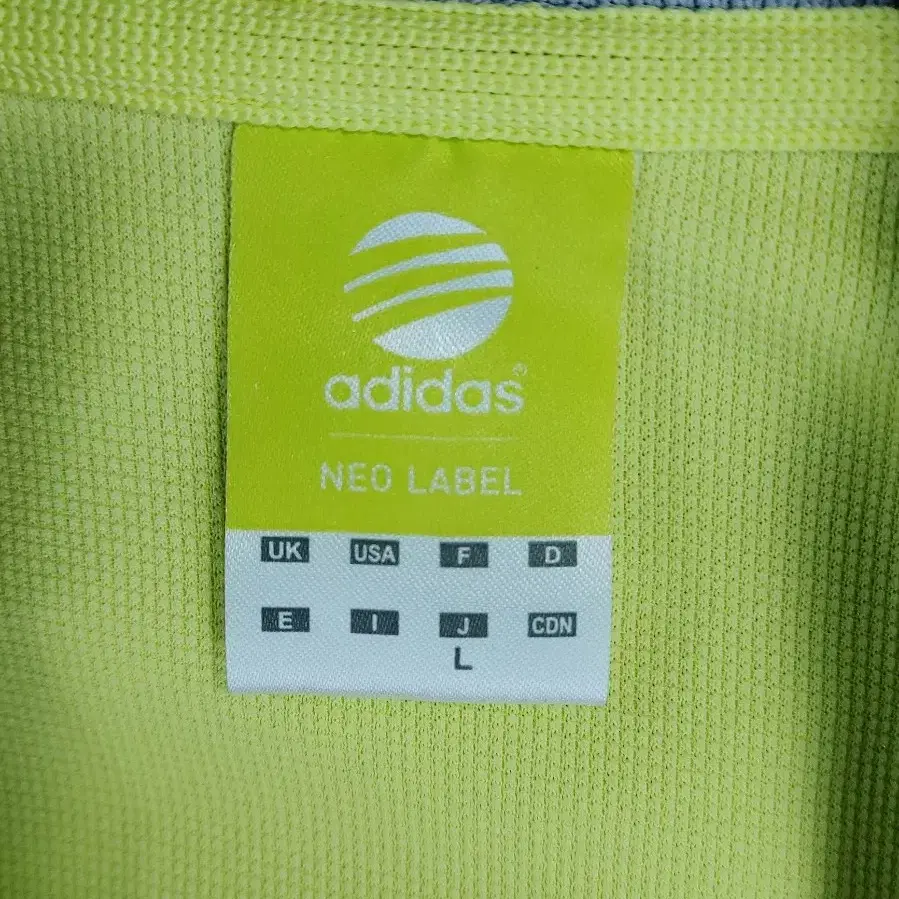 adidas®
NEO LABEL
UK USA F D
E I J CDN
L